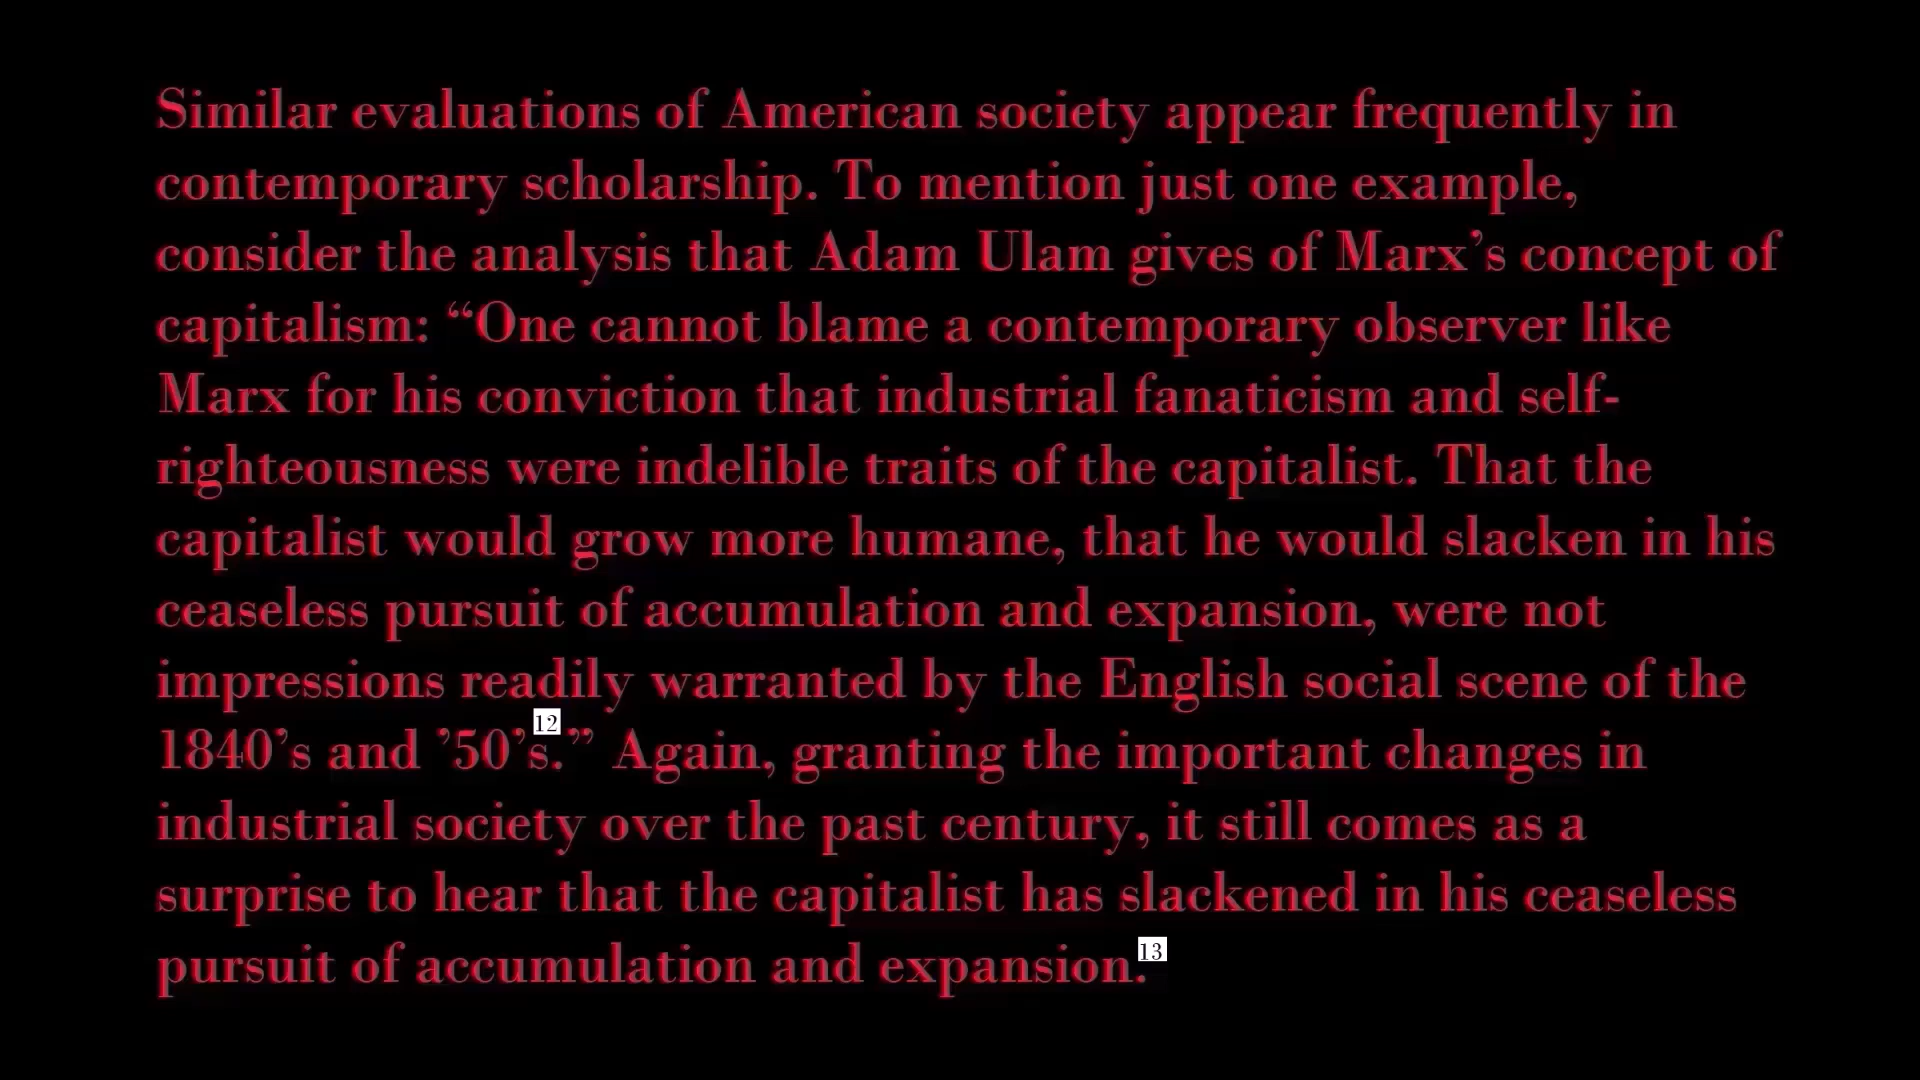 Similar evaluations of American society appear frequently in
contemporary scholarship. To mention just one example,
consider the analysis that Adam Ulam gives of Marx’s concept of
capitalism: “One cannot blame a contemporary observer like
Marx for his conviction that industrial fanaticism and self-
righteousness were indelible traits of the capitalist. That the
capitalist would grow more humane, that he would slacken in his
ceaseless pursuit of accumulation and expansion, were not
impressions readily warranted by the English social scene of the
1840’s and ’50’s.12” Again, granting the important changes in
industrial society over the past century, it still comes as a
surprise to hear that the capitalist has slackened in his ceaseless
pursuit of accumulation and expansion.13